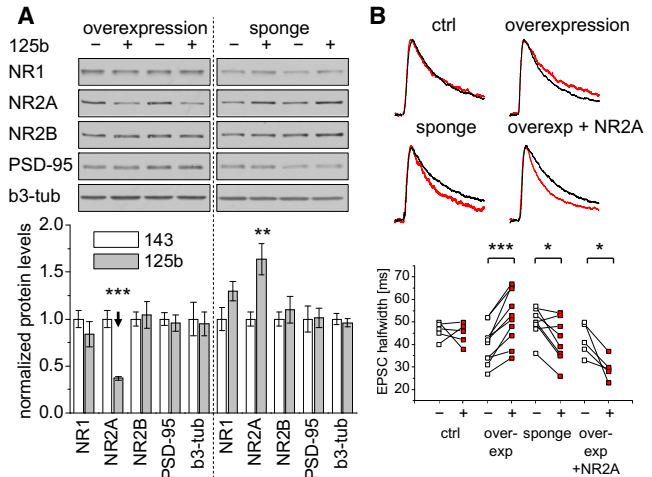 A
overexpression sponge
125b – + – + – + – +
NR1
NR2A
NR2B
PSD-95
b3-tub
normalized protein levels
2.0
1.5
1.0
0.5
0.0
143
125b
***
**
NR1
NR2A
NR2B
PSD-95
b3-tub
NR1
NR2A
NR2B
PSD-95
b3-tub
B
ctrl overexpression
sponge overexp + NR2A
EPSC halfwidth [ms]
70
60
50
40
30
20
*** * *
– + – + – + – +
ctrl over- sponge over-
exp exp
+NR2A